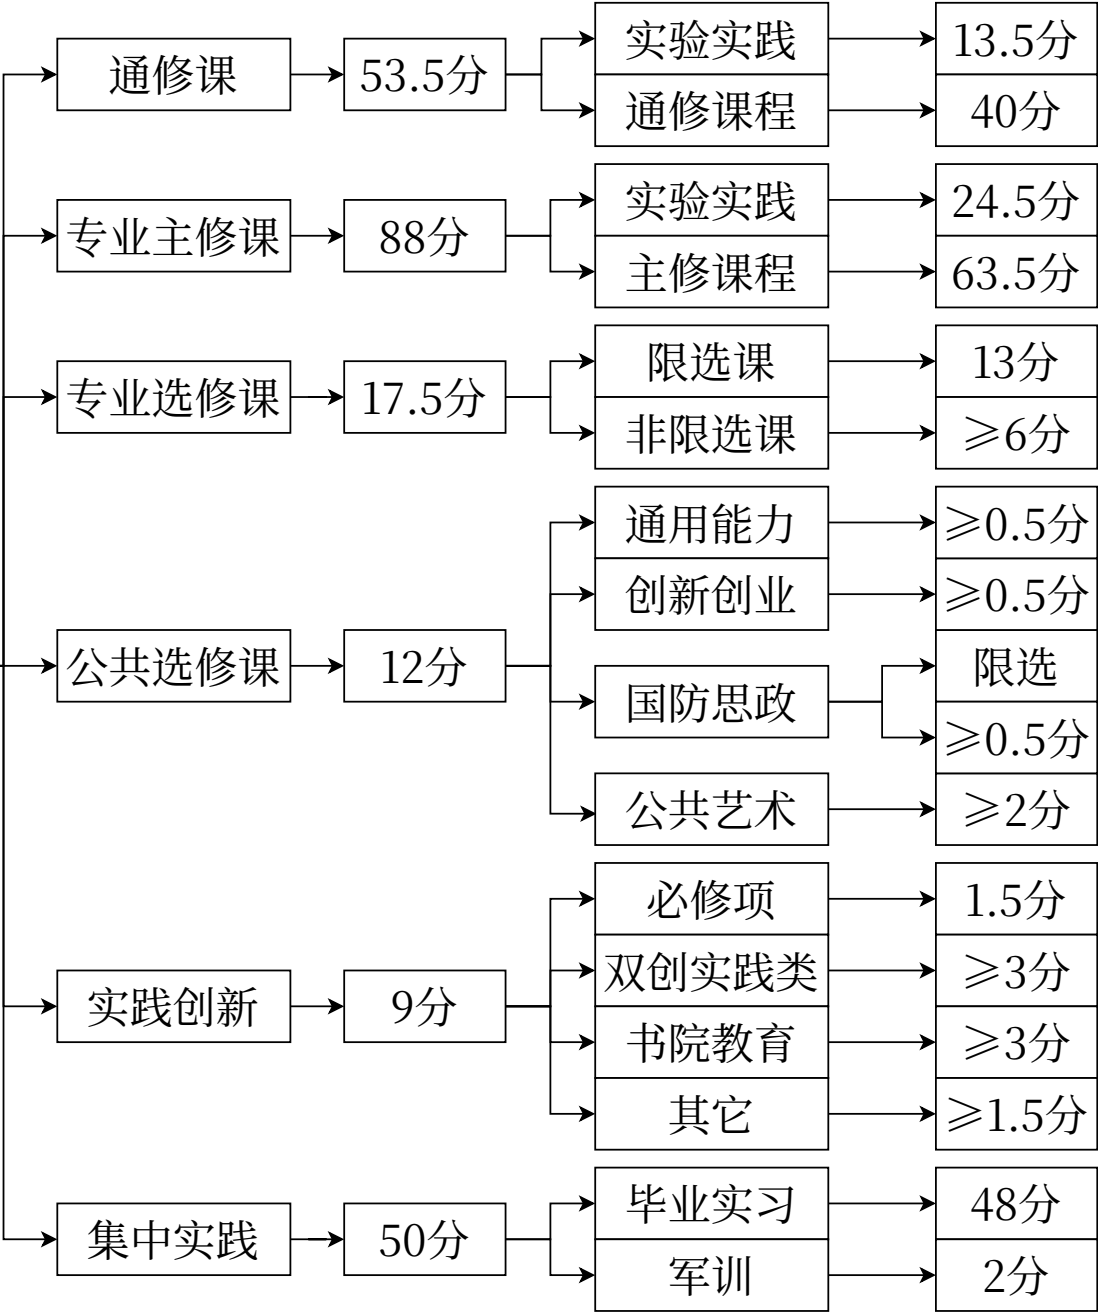 通修课
53.5分
实验实践
13.5分
通修课程
40分
专业主修课
88分
实验实践
24.5分
主修课程
63.5分
专业选修课
17.5分
限选课
13分
非限选课
≥6分
公共选修课
12分
通用能力
≥0.5分
创新创业
≥0.5分
国防思政
限选
≥0.5分
公共艺术
≥2分
实践创新
9分
必修项
1.5分
双创实践类
≥3分
书院教育
≥3分
其它
≥1.5分
集中实践
50分
毕业实习
48分
军训
2分